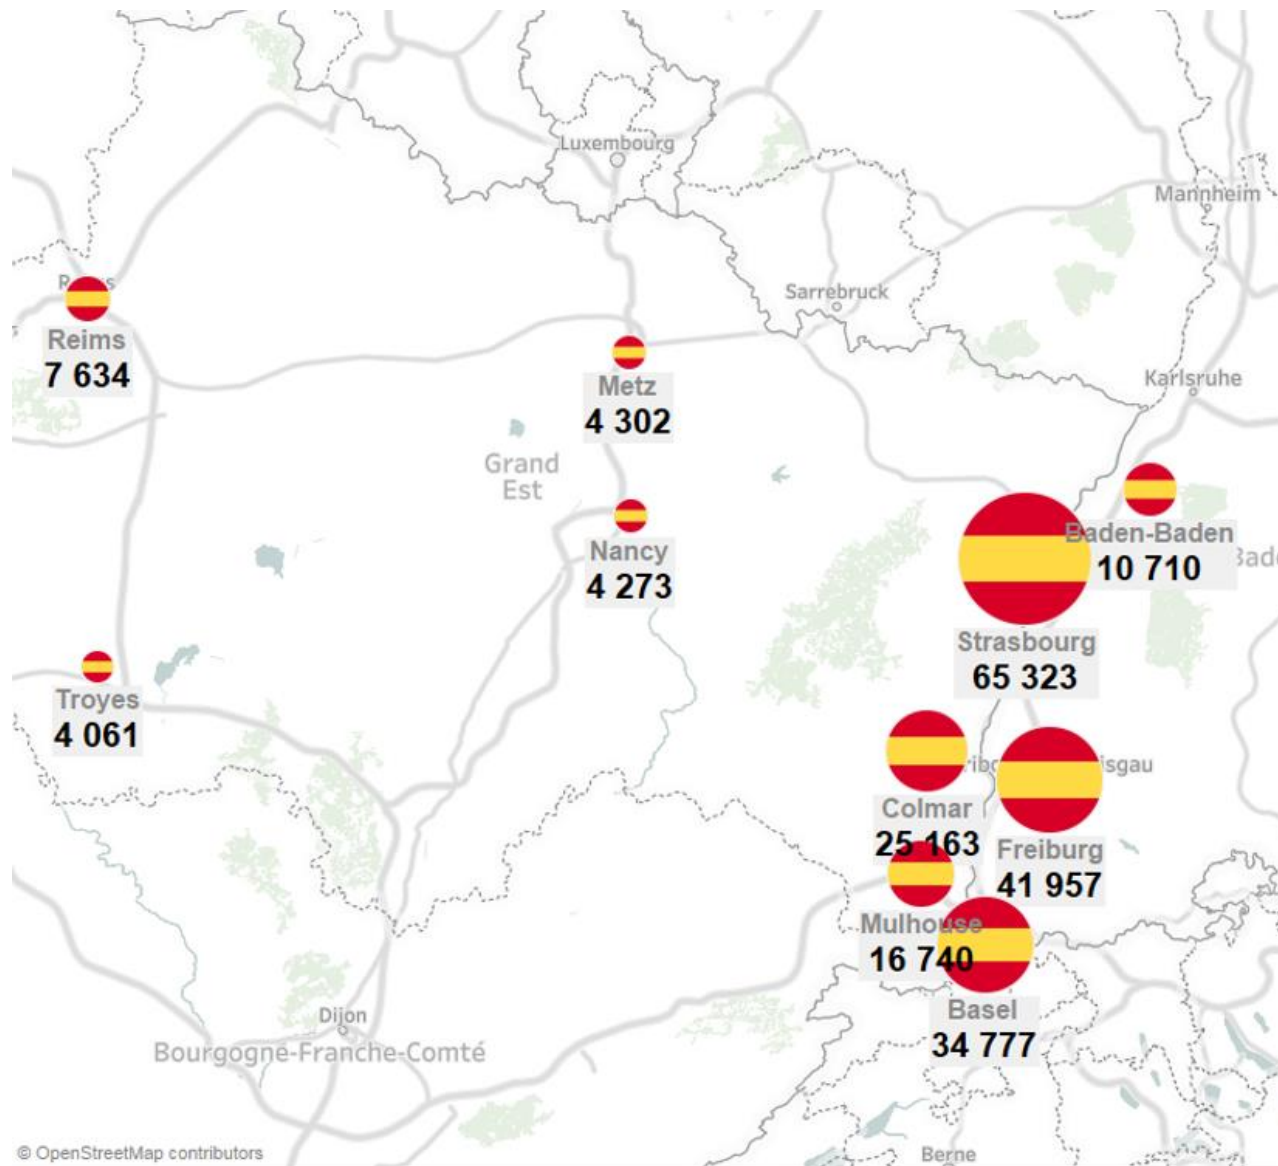 Luxembourg
Mannheim
Sarrebruck
Reims
7 634
Karlsruhe
Metz
4 302
Grand
Est
Baden-Baden
10 710
Nancy
4 273
Strasbourg
65 323
Troyes
4 061
isgau
Colmar
25 163
Freiburg
41 957
Mulhouse
16 740
Basel
34 777
Dijon
Bourgogne-Franche-Comté
© OpenStreetMap contributors
Berne